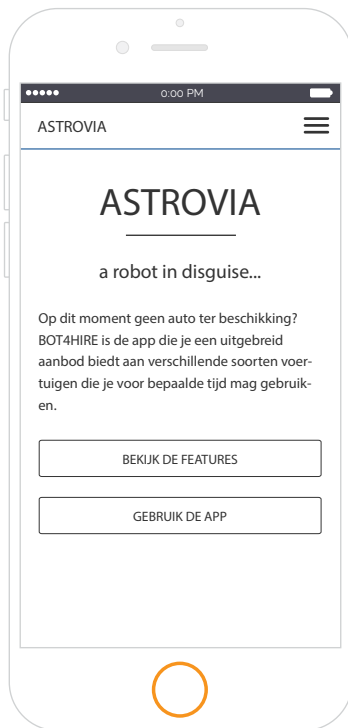 0:00 PM
ASTROVIA
ASTROVIA
a robot in disguise...
Op dit moment geen auto ter beschikking?
BOT4HIRE is de app die je een uitgebreid
aanbod biedt aan verschillende soorten voer-
tuigen die je voor bepaalde tijd mag gebruik-
en.
BEKIJK DE FEATURES
GEBRUIK DE APP